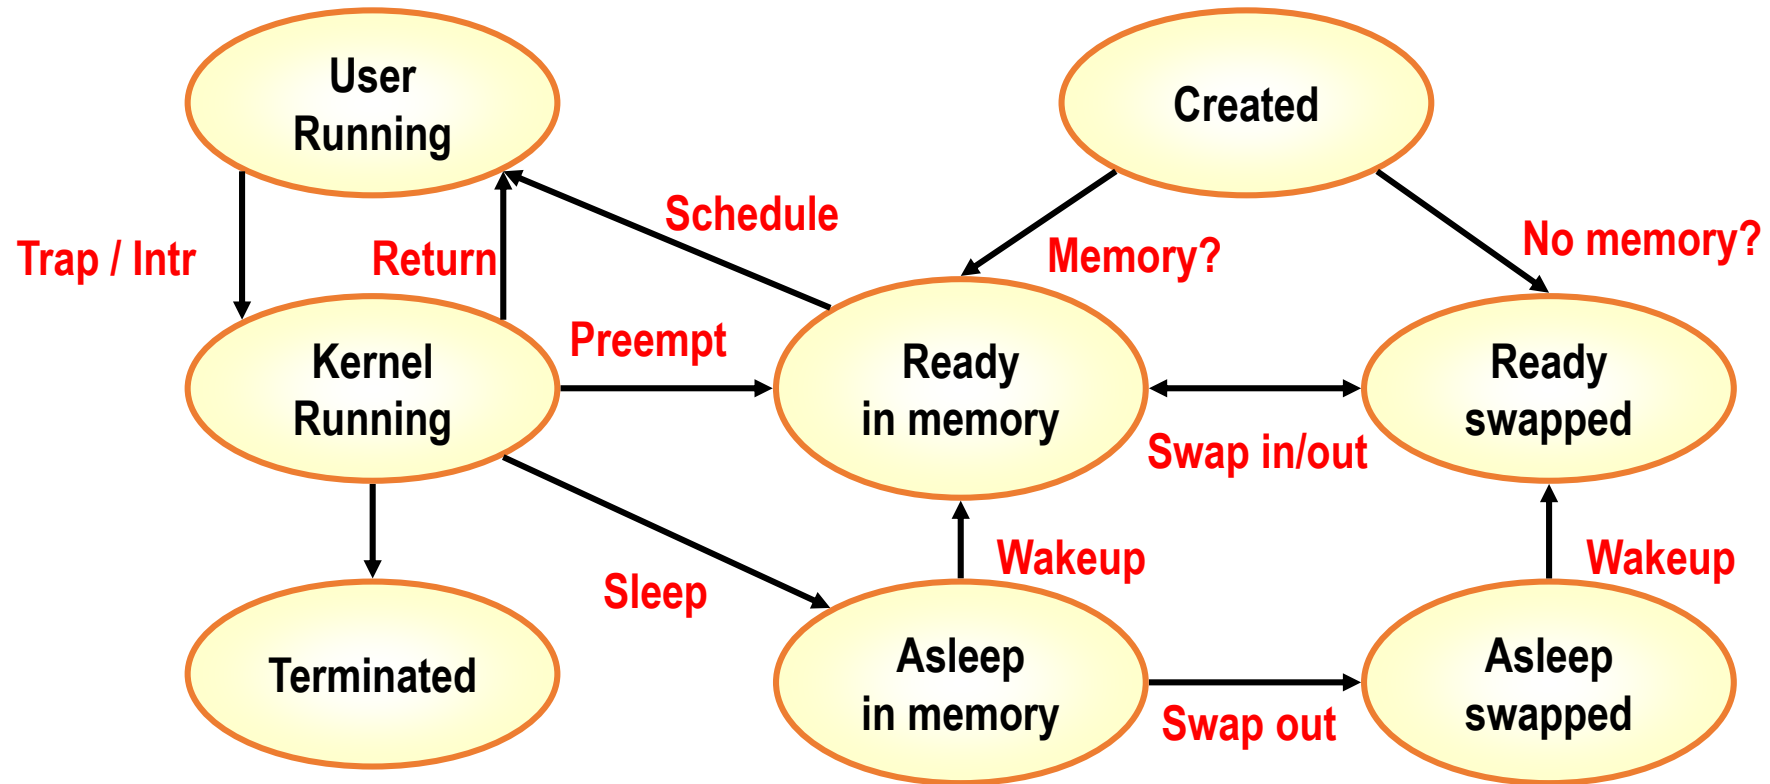 User
Running
Created
Schedule
Trap / Intr
Return
Memory?
No memory?
Kernel
Running
Preempt
Ready
in memory
Swap in/out
Ready
swapped
Terminated
Sleep
Wakeup
Wakeup
Asleep
in memory
Swap out
Asleep
swapped